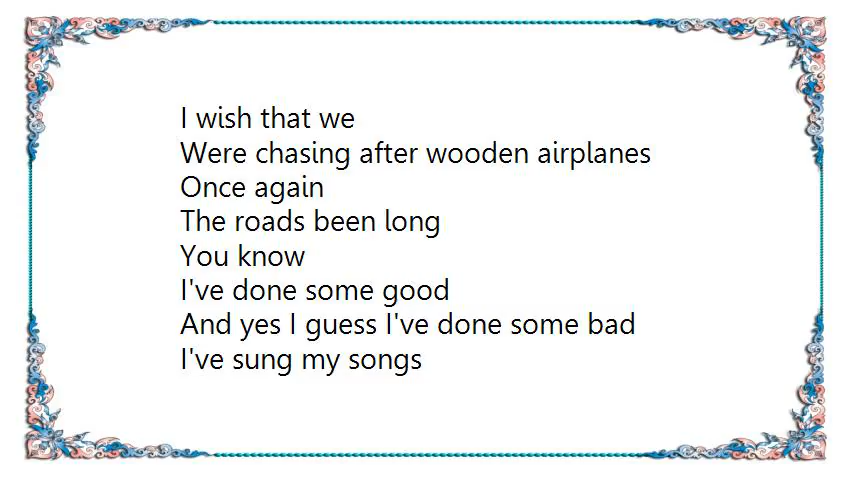 I wish that we
Were chasing after wooden airplanes
Once again
The roads been long
You know
I've done some good
And yes I guess I've done some bad
I've sung my songs